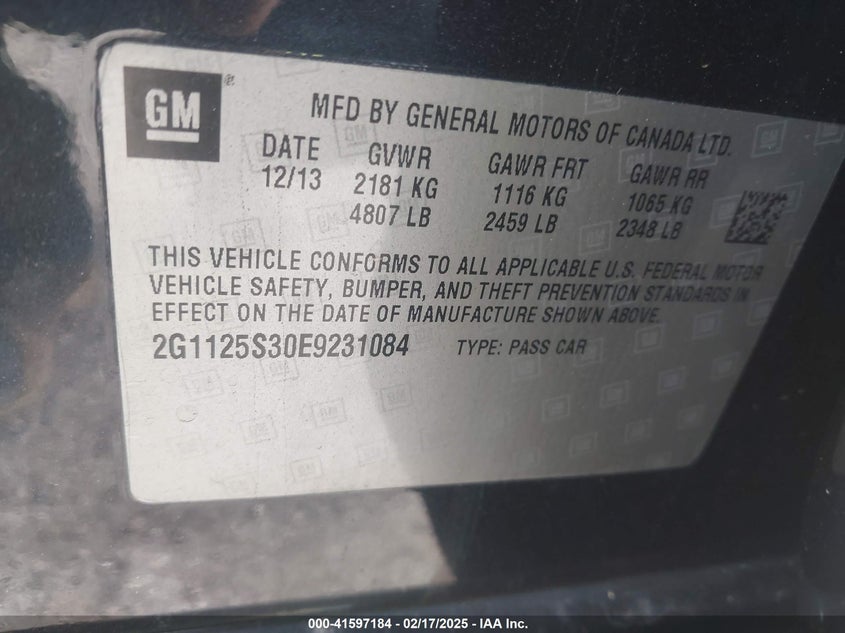 GM ®
MFD BY GENERAL MOTORS OF CANADA LTD.
DATE GVWR GAWR FRT GAWR RR
12/13 2181 KG 1116 KG 1065 KG
4807 LB 2459 LB 2348 LB
THIS VEHICLE CONFORMS TO ALL APPLICABLE U.S. FEDERAL MOTOR
VEHICLE SAFETY, BUMPER, AND THEFT PREVENTION STANDARDS IN
EFFECT ON THE DATE OF MANUFACTURE SHOWN ABOVE.
2G1125S30E9231084 TYPE: PASS CAR
000-41597184 - 02/17/2025 - IAA Inc.